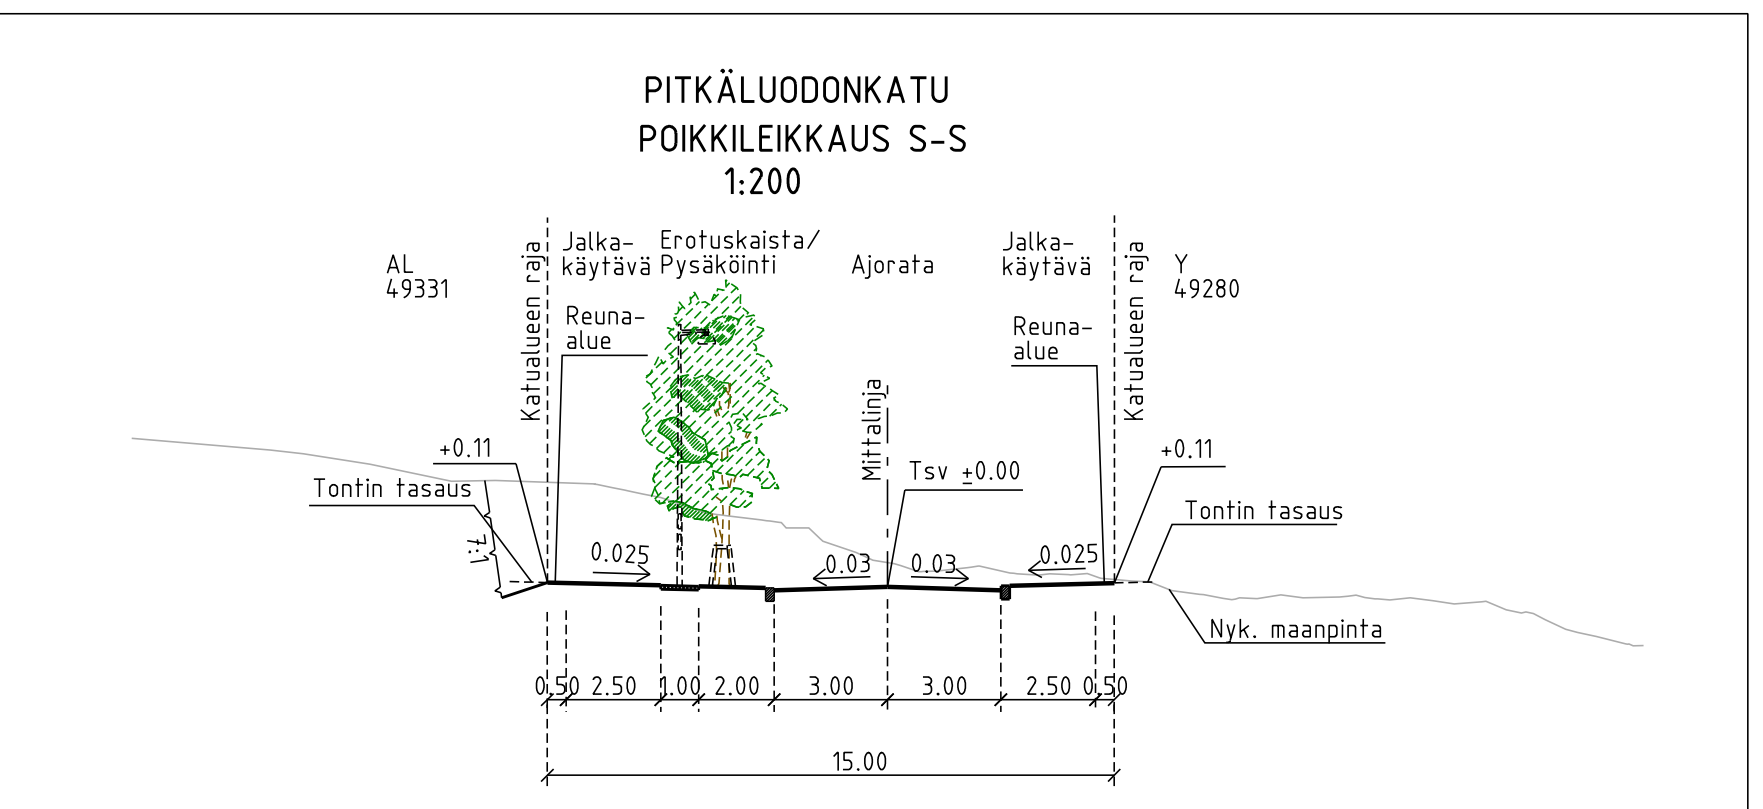 PITKÄLUODONKATU
POIKKILEIKKAUS S-S
1:200
AL
49331
Katualueen raja
Jalka-
käytävä
Erotuskaista/
Pysäköinti
Ajorata
Jalka-
käytävä
Katualueen raja
Y
49280
Reuna-
alue
Reuna-
alue
Mittalinja
+0.11
Tontin tasaus
Tsv ±0.00
+0.11
Tontin tasaus
7:1
0.025
0.03
0.03
0.025
Nyk. maanpinta
0.50 2.50 1.00 2.00 3.00 3.00 2.50 0.50
15.00